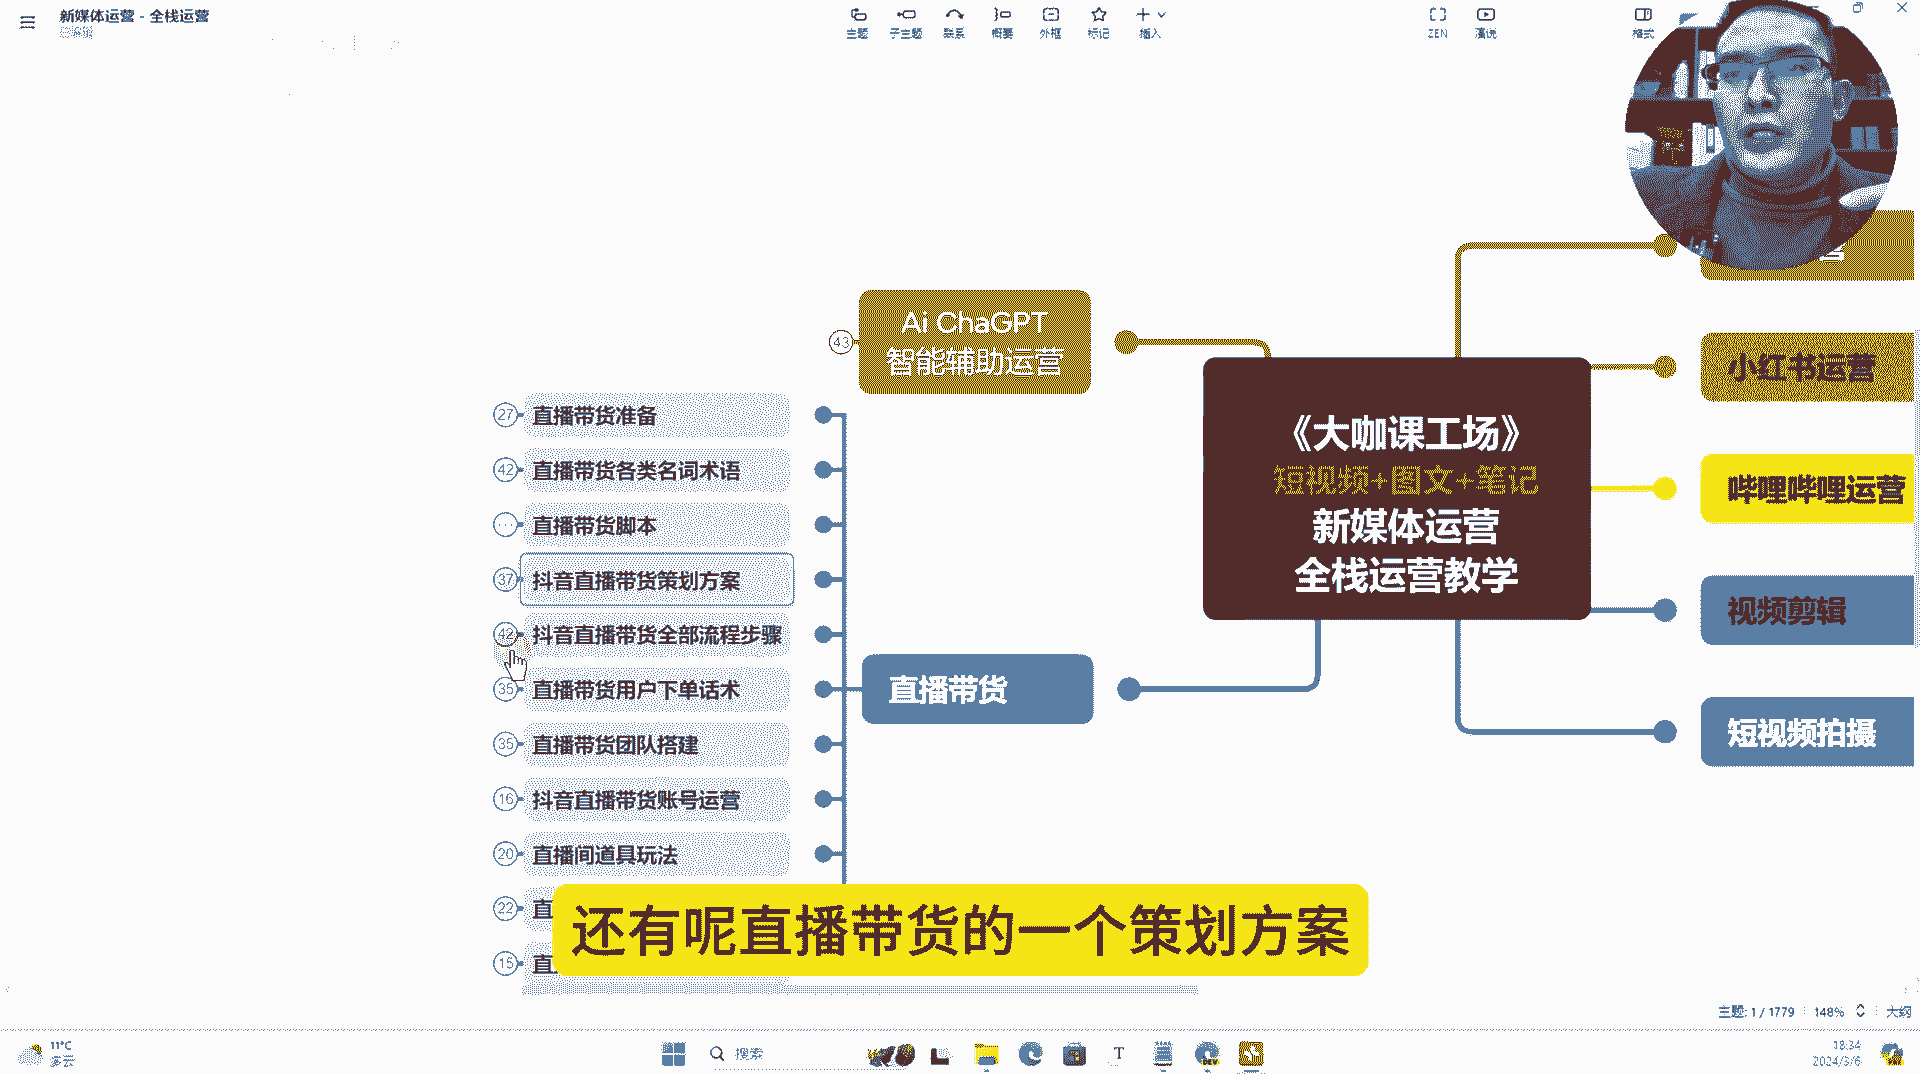 新媒体运营 - 全栈运营
已编辑
主题
子主题
联系
概要
外框
标记
插入
ZEN
演说
格式
43
Ai ChaGPT
智能辅助运营
27
直播带货准备
42
直播带货各类名词术语
直播带货脚本
37
抖音直播带货策划方案
42
抖音直播带货全部流程步骤
35
直播带货用户下单话术
35
直播带货团队搭建
16
抖音直播带货账号运营
20
直播间道具玩法
22
直
15
直
直播带货
《大咖课工场》
短视频+图文+笔记
新媒体运营
全栈运营教学
小红书运营
哔哩哔哩运营
视频剪辑
短视频拍摄
还有呢直播带货的一个策划方案
主题: 1 / 1779
148%
大纲
11°C
多云
搜索
T
DEV
18:34
2024/3/6